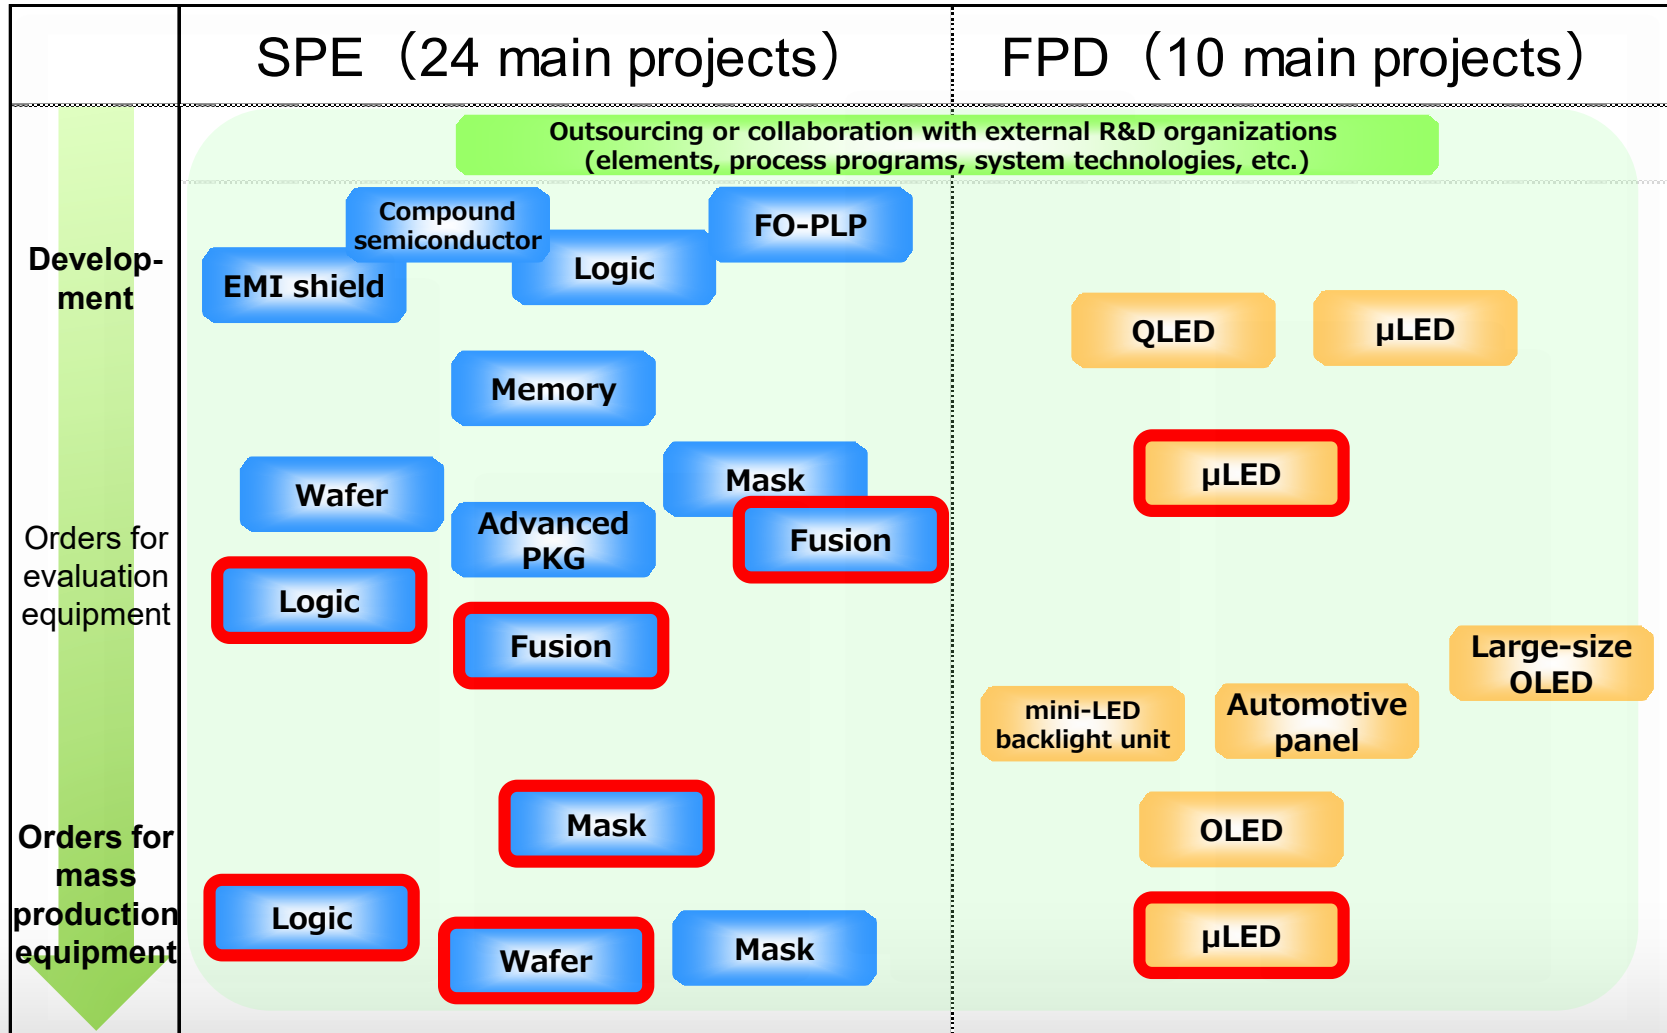 SPE（24 main projects）
FPD（10 main projects）
Outsourcing or collaboration with external R&D organizations
(elements, process programs, system technologies, etc.)
Develop-
ment
Compound
semiconductor
FO-PLP
EMI shield
Logic
QLED
µLED
Memory
Orders for
evaluation
equipment
Wafer
Mask
Advanced
PKG
Fusion
µLED
Logic
Fusion
Large-size
OLED
mini-LED
backlight unit
Automotive
panel
Orders for
mass
production
equipment
Mask
OLED
Logic
Wafer
Mask
µLED